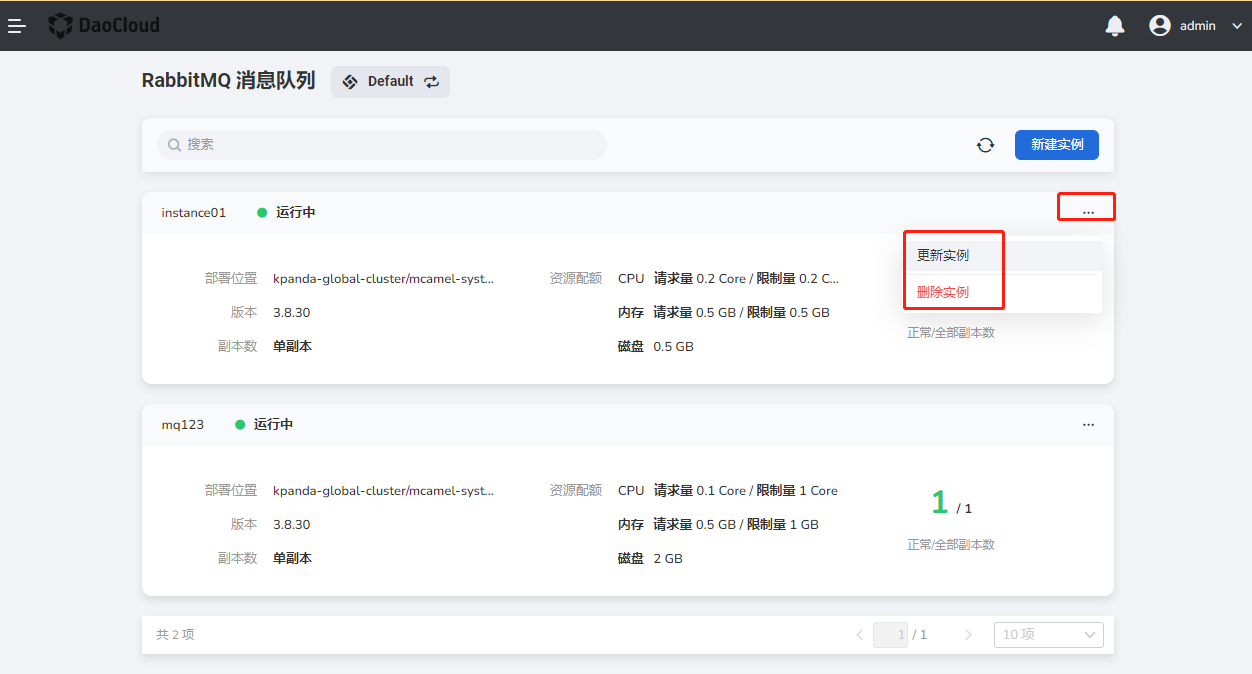 DaoCloud
admin
RabbitMQ 消息队列 Default
搜索
新建实例
instance01 运行中 ...
更新实例
删除实例
部署位置 kpanda-global-cluster/mcamel-syst...
版本 3.8.30
副本数 单副本
资源配额 CPU 请求量 0.2 Core / 限制量 0.2 C...
内存 请求量 0.5 GB / 限制量 0.5 GB
磁盘 0.5 GB
正常/全部副本数
mq123 运行中 ...
部署位置 kpanda-global-cluster/mcamel-syst...
版本 3.8.30
副本数 单副本
资源配额 CPU 请求量 0.1 Core / 限制量 1 Core
内存 请求量 0.5 GB / 限制量 1 GB
磁盘 2 GB
1 / 1
正常/全部副本数
共 2 项
1 / 1
10 项